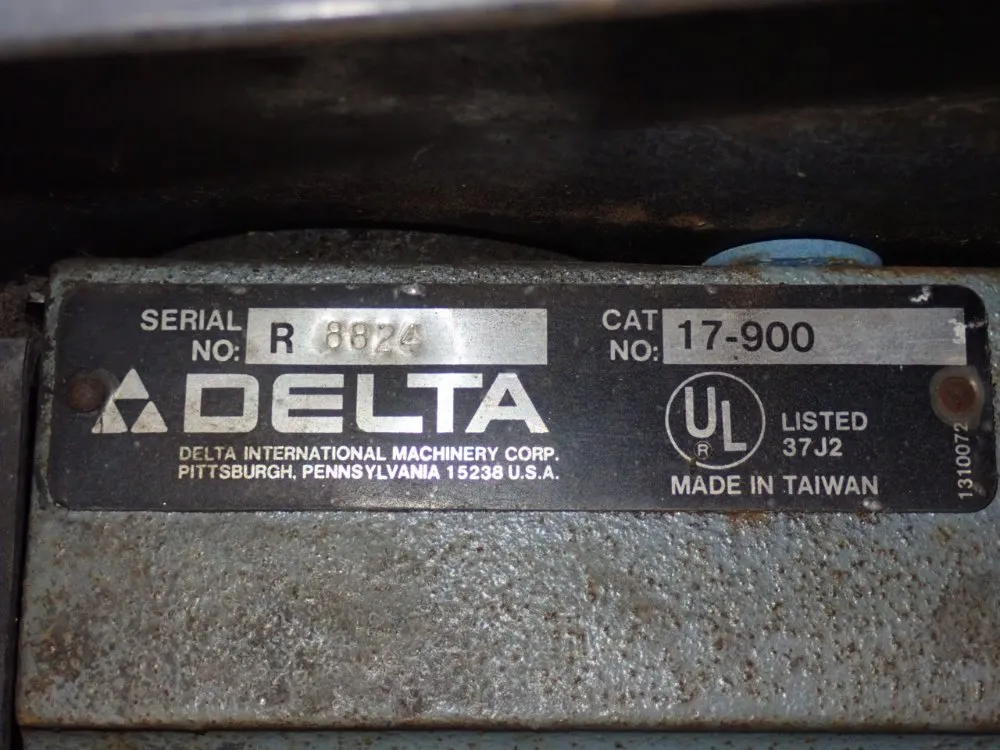 SERIAL NO: R 8824
CAT NO: 17-900
DELTA
DELTA INTERNATIONAL MACHINERY CORP.
PITTSBURGH, PENNSYLVANIA 15238 U.S.A.
UL ®
LISTED
37J2
MADE IN TAIWAN
1310072